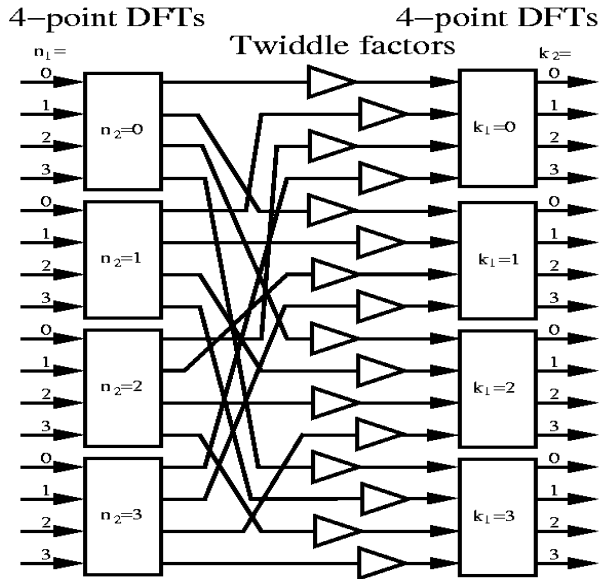 4-point DFTs 4-point DFTs
Twiddle factors
n₁= k₂=
0 0
1 1
n₂=0 k₁=0
2 2
3 3
0 0
1 1
n₂=1 k₁=1
2 2
3 3
0 0
1 1
n₂=2 k₁=2
2 2
3 3
0 0
1 1
n₂=3 k₁=3
2 2
3 3